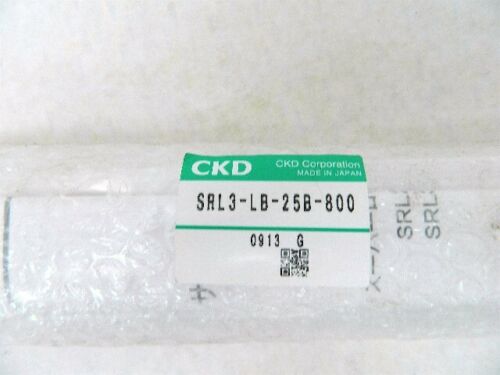 CKD
CKD Corporation
MADE IN JAPAN
SRL3-LB-25B-800
0913 G
SRL
SRL